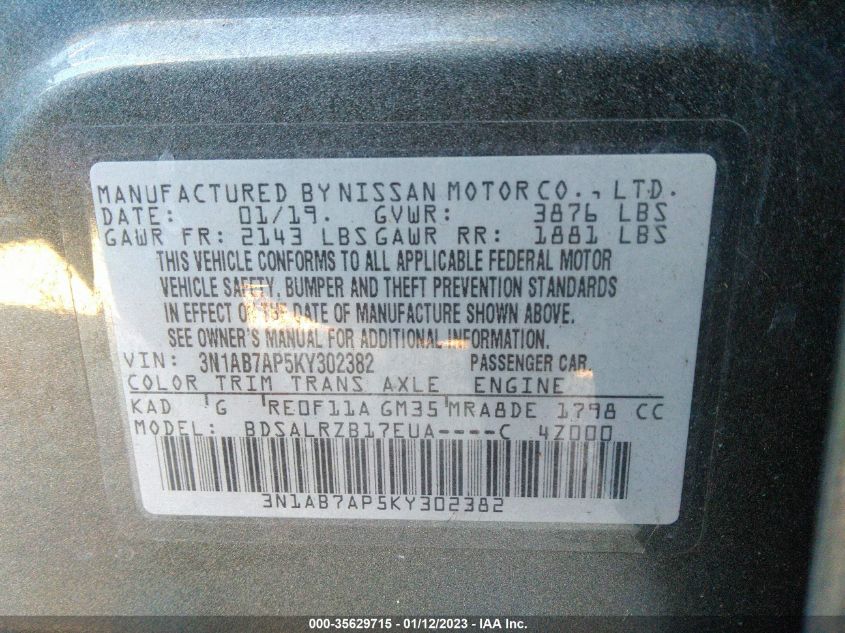 MANUFACTURED BY NISSAN MOTOR CO., LTD.
DATE: 01/19. GVWR: 3876 LBS
GAWR FR: 2143 LBS GAWR RR: 1881 LBS
THIS VEHICLE CONFORMS TO ALL APPLICABLE FEDERAL MOTOR
VEHICLE SAFETY, BUMPER AND THEFT PREVENTION STANDARDS
IN EFFECT ON THE DATE OF MANUFACTURE SHOWN ABOVE.
SEE OWNER'S MANUAL FOR ADDITIONAL INFORMATION.
VIN: 3N1AB7AP5KY302382 PASSENGER CAR.
COLOR TRIM TRANS AXLE ENGINE
KAD G RE0F11A GM35 MRA8DE 1798 CC
MODEL: BDSALRZB17EUA----C 4Z000
3N1AB7AP5KY302382
000-35629715 - 01/12/2023 - IAA Inc.